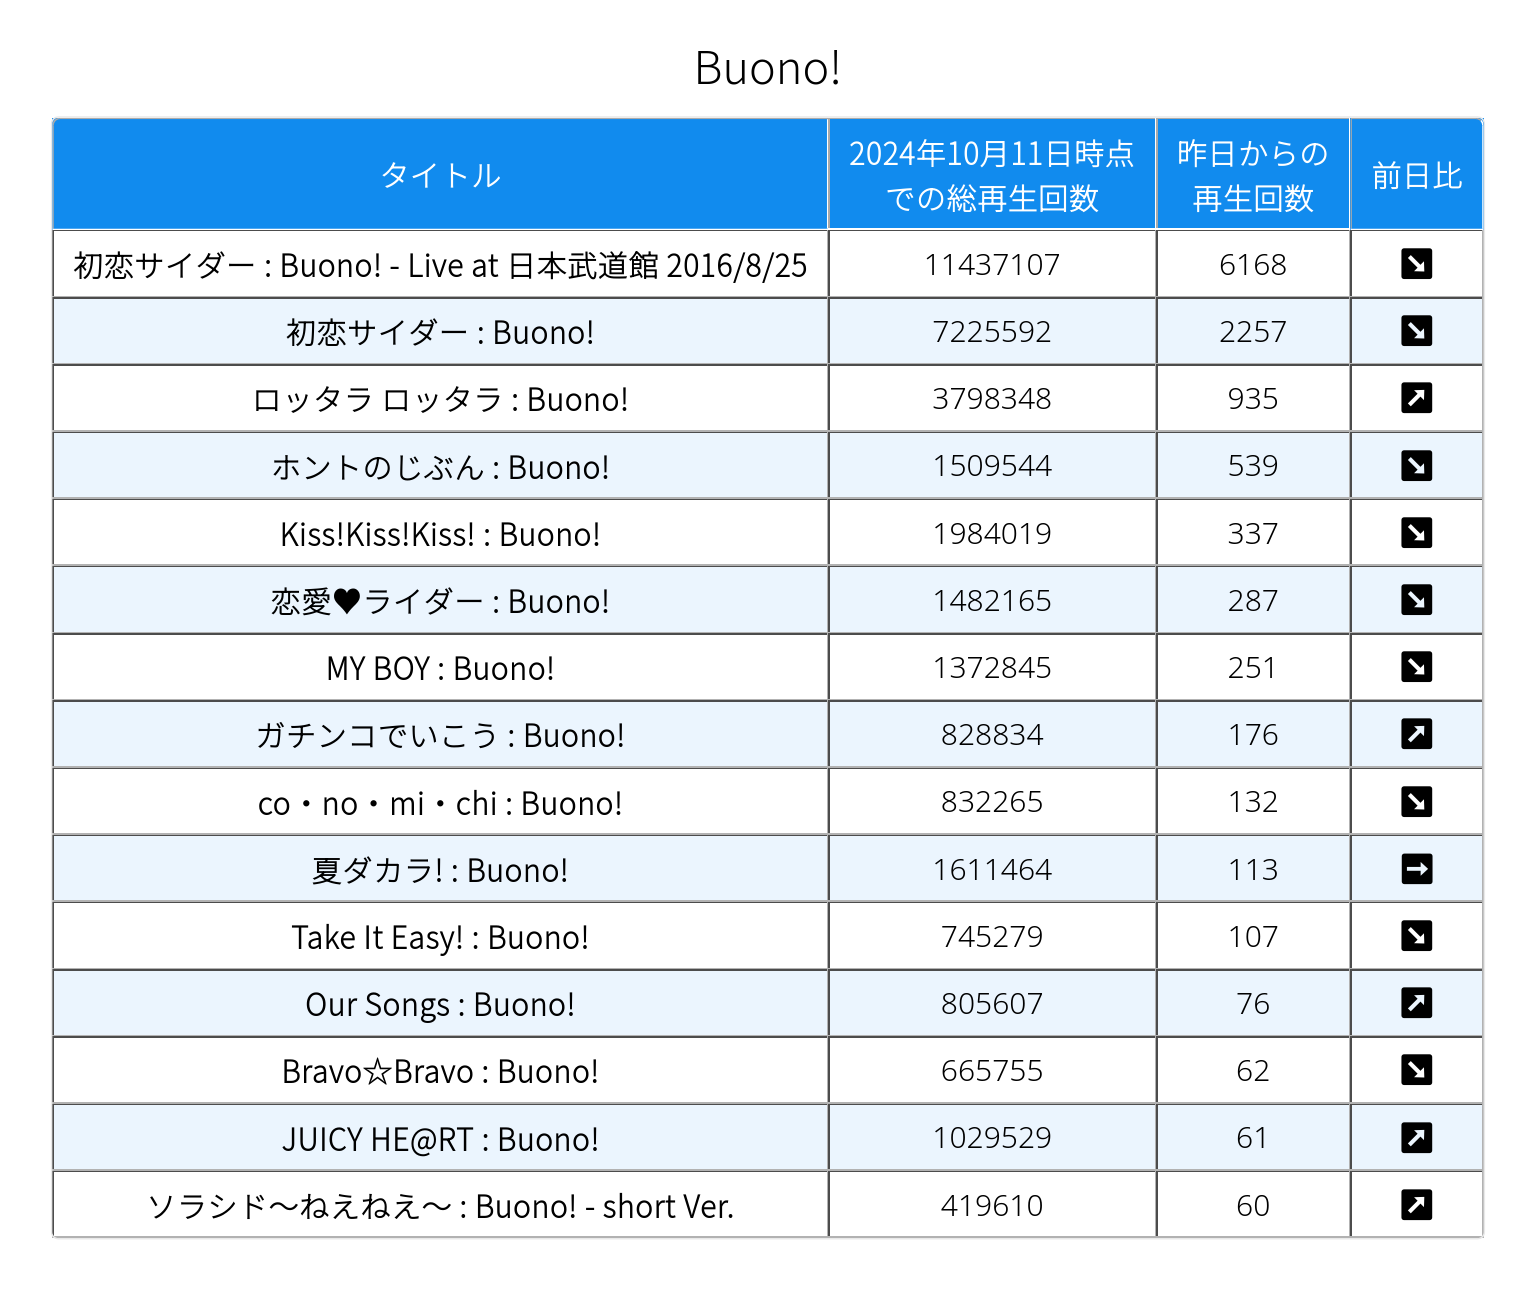 Buono!
タイトル 2024年10月11日時点での総再生回数 昨日からの再生回数 前日比
初恋サイダー : Buono! - Live at 日本武道館 2016/8/25 11437107 6168 ↘
初恋サイダー : Buono! 7225592 2257 ↘
ロッタラ ロッタラ : Buono! 3798348 935 ↗
ホントのじぶん : Buono! 1509544 539 ↘
Kiss!Kiss!Kiss! : Buono! 1984019 337 ↘
恋愛♥ライダー : Buono! 1482165 287 ↘
MY BOY : Buono! 1372845 251 ↘
ガチンコでいこう : Buono! 828834 176 ↗
co・no・mi・chi : Buono! 832265 132 ↘
夏ダカラ! : Buono! 1611464 113 →
Take It Easy! : Buono! 745279 107 ↘
Our Songs : Buono! 805607 76 ↗
Bravo☆Bravo : Buono! 665755 62 ↘
JUICY HE@RT : Buono! 1029529 61 ↗
ソラシド〜ねえねえ〜 : Buono! - short Ver. 419610 60 ↗